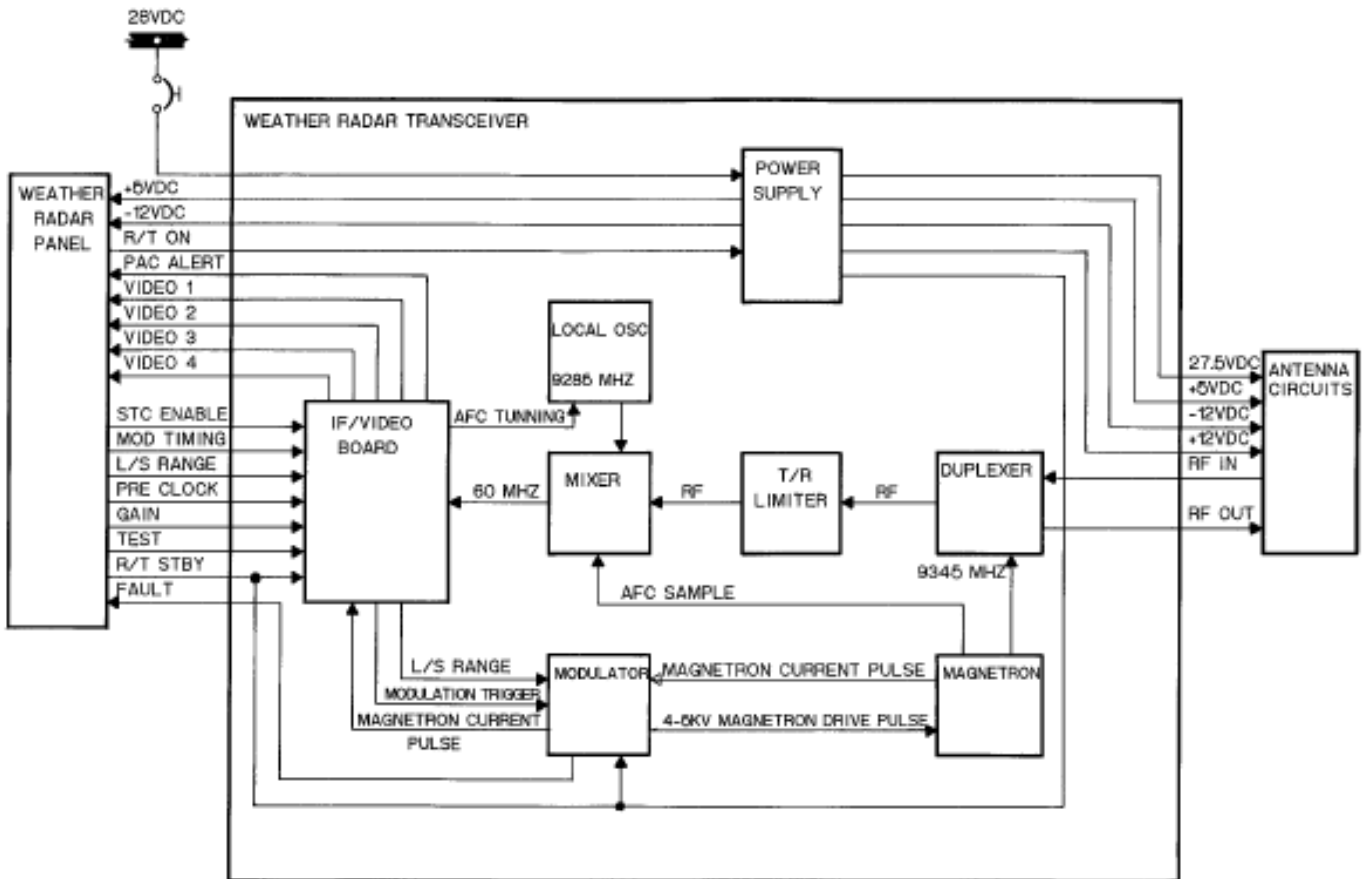 28VDC
WEATHER RADAR TRANSCEIVER
POWER
SUPPLY
WEATHER
RADAR
PANEL
+5VDC
-12VDC
R/T ON
PAC ALERT
VIDEO 1
VIDEO 2
VIDEO 3
VIDEO 4
STC ENABLE
MOD TIMING
L/S RANGE
PRE CLOCK
GAIN
TEST
R/T STBY
FAULT
LOCAL OSC
9285 MHZ
IF/VIDEO
BOARD
AFC TUNNING
60 MHZ
MIXER
RF
T/R
LIMITER
RF
DUPLEXER
9345 MHZ
27.5VDC
+5VDC
-12VDC
+12VDC
RF IN
RF OUT
ANTENNA
CIRCUITS
AFC SAMPLE
L/S RANGE
MODULATION TRIGGER
MAGNETRON CURRENT
PULSE
MODULATOR
MAGNETRON CURRENT PULSE
4-6KV MAGNETRON DRIVE PULSE
MAGNETRON